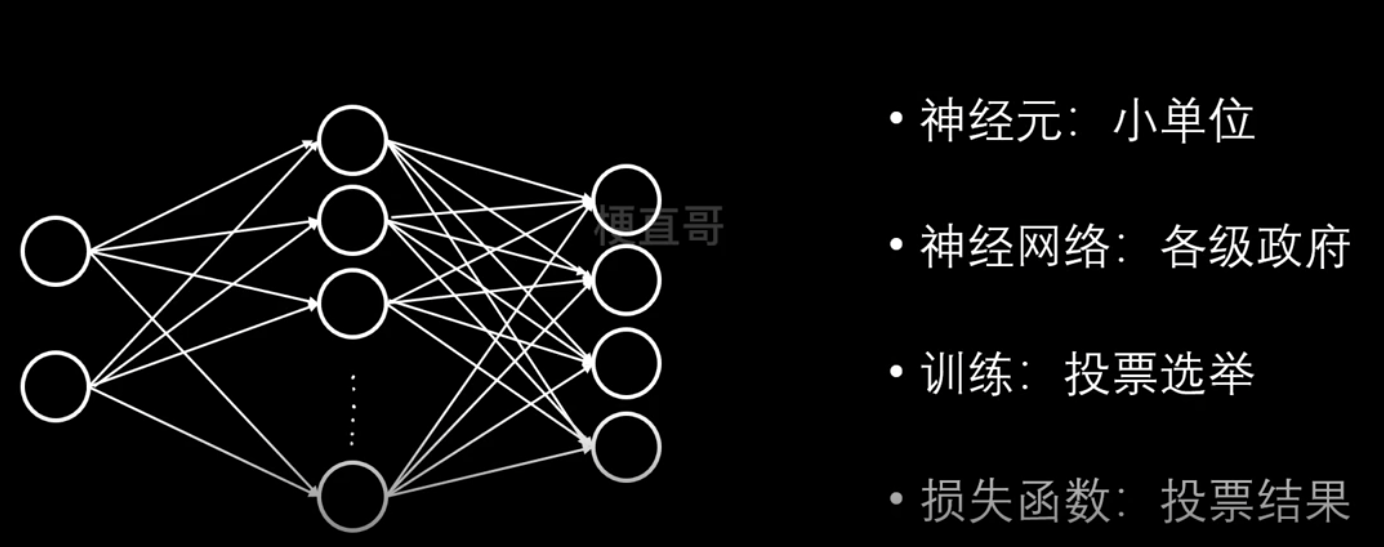 • 神经元：小单位
梗直哥
• 神经网络：各级政府
• 训练：投票选举
• 损失函数：投票结果